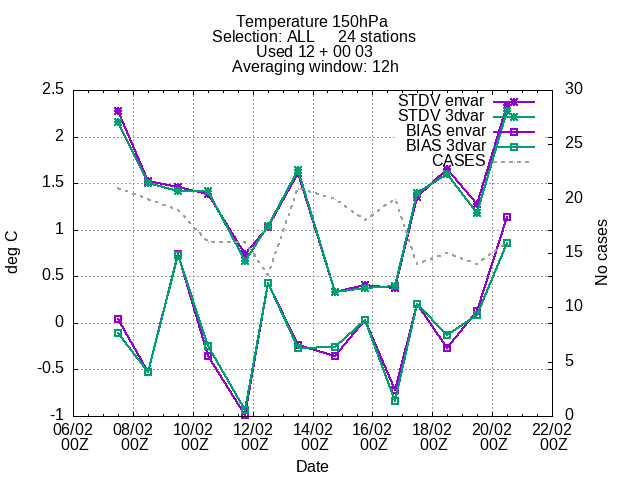 Temperature 150hPa
Selection: ALL 24 stations
Used 12 + 00 03
Averaging window: 12h
STDV envar
STDV 3dvar
BIAS envar
BIAS 3dvar
CASES
2.5
2
1.5
1
0.5
0
-0.5
-1
deg C
30
25
20
15
10
5
0
No cases
06/02 08/02 10/02 12/02 14/02 16/02 18/02 20/02 22/02
00Z 00Z 00Z 00Z 00Z 00Z 00Z 00Z 00Z
Date